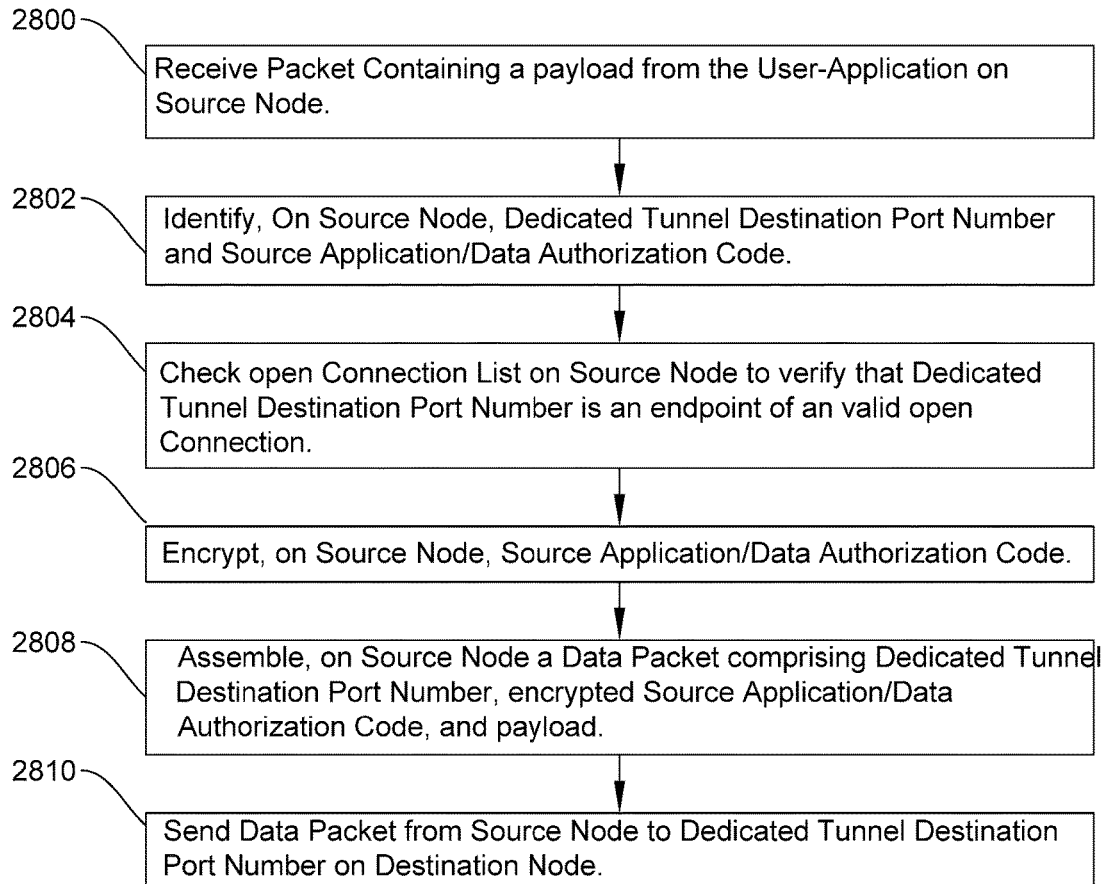 2800
Receive Packet Containing a payload from the User-Application on
Source Node.
2802
Identify, On Source Node, Dedicated Tunnel Destination Port Number
and Source Application/Data Authorization Code.
2804
Check open Connection List on Source Node to verify that Dedicated
Tunnel Destination Port Number is an endpoint of an valid open
Connection.
2806
Encrypt, on Source Node, Source Application/Data Authorization Code.
2808
Assemble, on Source Node a Data Packet comprising Dedicated Tunnel
Destination Port Number, encrypted Source Application/Data
Authorization Code, and payload.
2810
Send Data Packet from Source Node to Dedicated Tunnel Destination
Port Number on Destination Node.